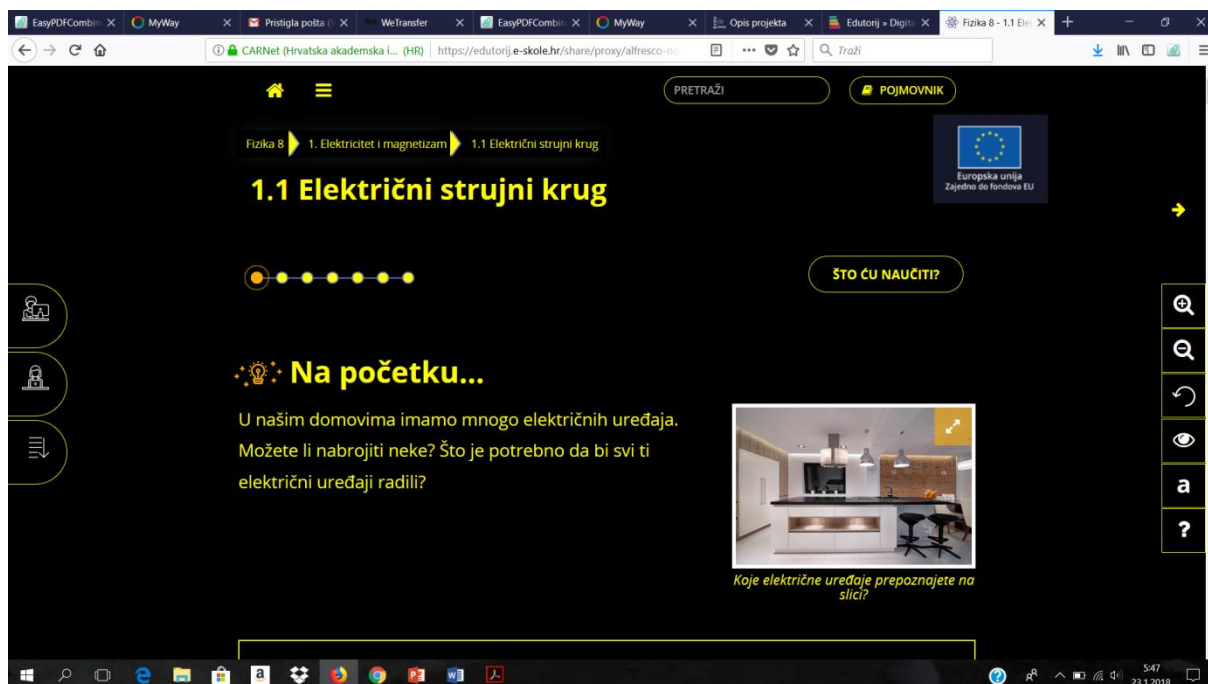 EasyPDFCombin
MyWay
Pristigla pošta
WeTransfer
EasyPDFCombin
MyWay
Opis projekta
Edutorij » Digita
Fizika 8 - 1.1 Ele
CARNet (Hrvatska akademska i... (HR)
https://edutorij.e-skole.hr/share/proxy/alfresco-no
Traži
PRETRAŽI
POJMOVNIK
Fizika 8
1. Elektricitet i magnetizam
1.1 Električni strujni krug
Europska unija
Zajedno do fondova EU
1.1 Električni strujni krug
ŠTO ĆU NAUČITI?
Na početku...
U našim domovima imamo mnogo električnih uređaja.
Možete li nabrojiti neke? Što je potrebno da bi svi ti
električni uređaji radili?
Koje električne uređaje prepoznajete na
slici?
a
?
5:47
23.1.2018